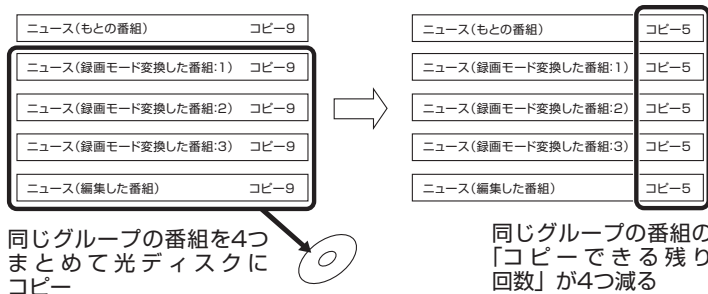 ニュース(もとの番組) コピー9
ニュース(録画モード変換した番組:1) コピー9
ニュース(録画モード変換した番組:2) コピー9
ニュース(録画モード変換した番組:3) コピー9
ニュース(編集した番組) コピー9
同じグループの番組を4つ
まとめて光ディスクに
コピー
ニュース(もとの番組) コピー5
ニュース(録画モード変換した番組:1) コピー5
ニュース(録画モード変換した番組:2) コピー5
ニュース(録画モード変換した番組:3) コピー5
ニュース(編集した番組) コピー5
同じグループの番組の
「コピーできる残り
回数」が4つ減る